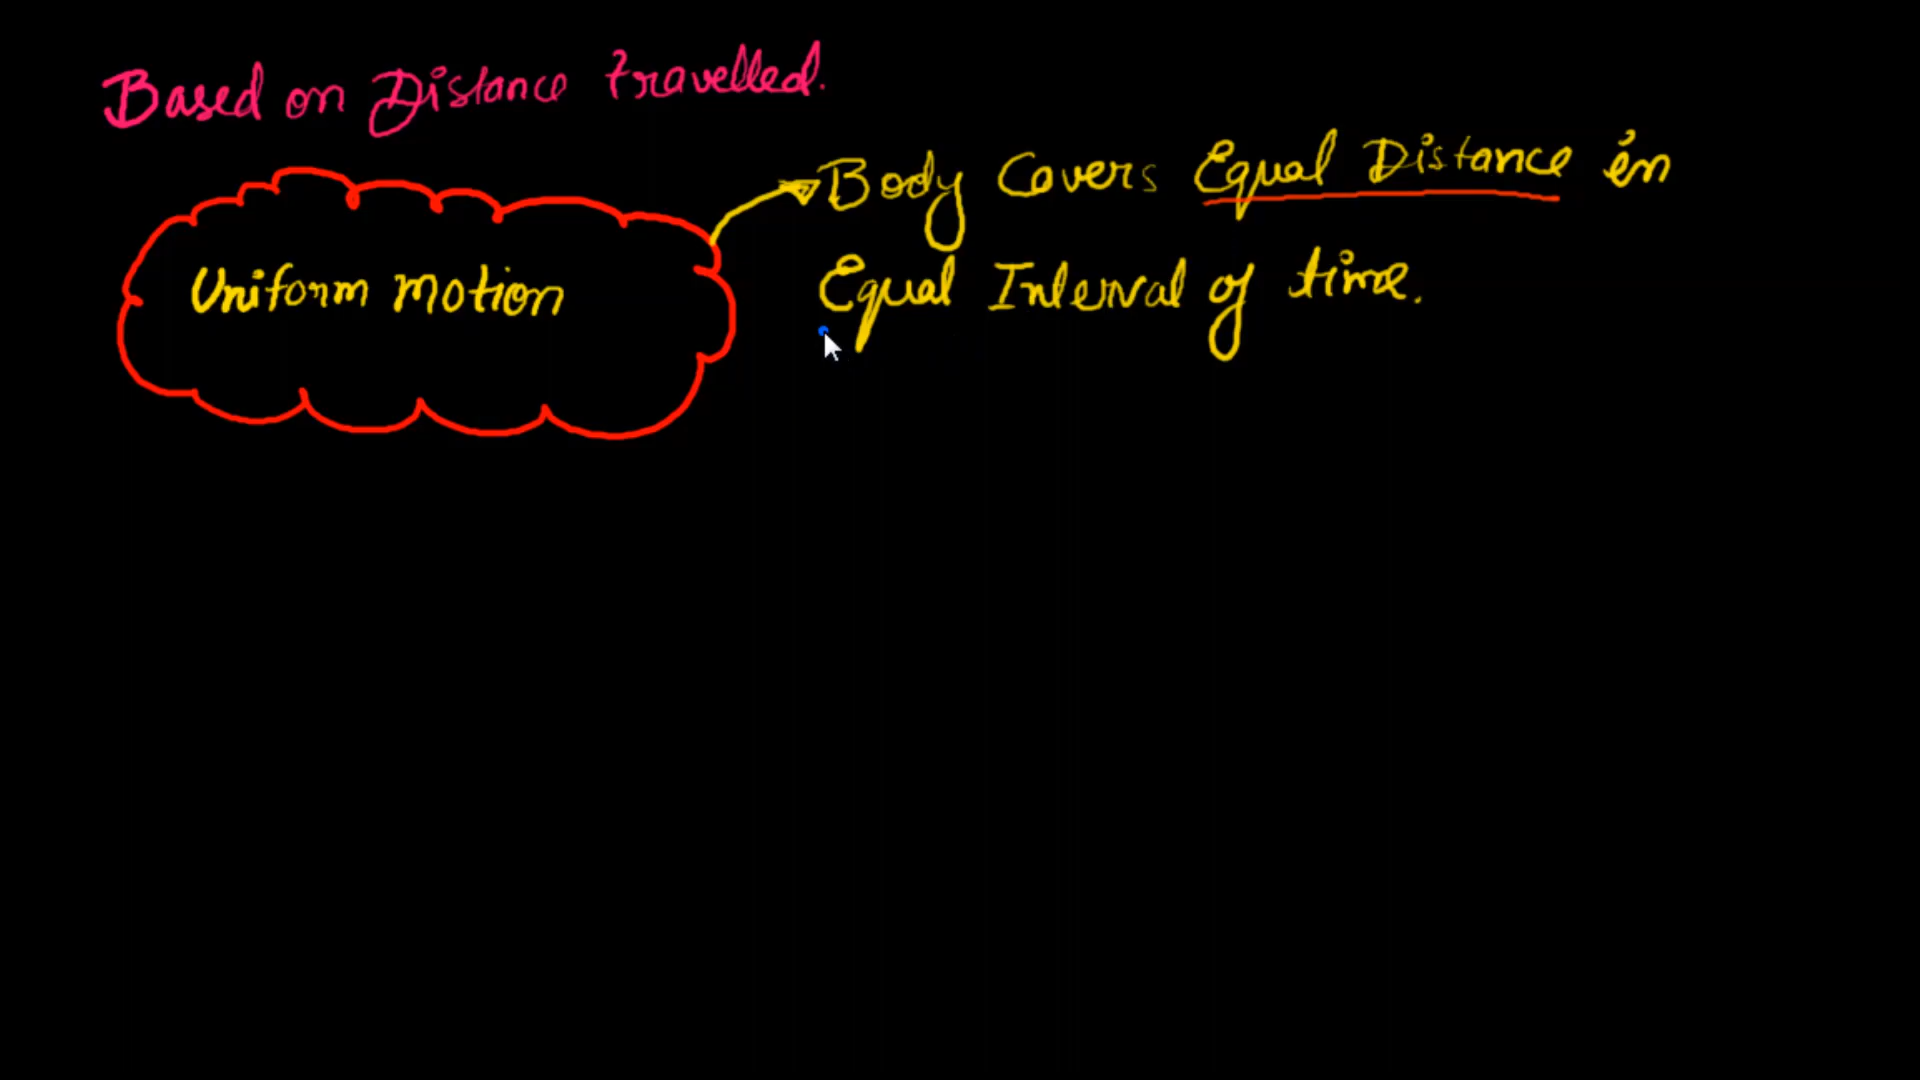 Based on Distance travelled.
Body Covers Equal Distance in
Uniform motion
Equal Interval of time.